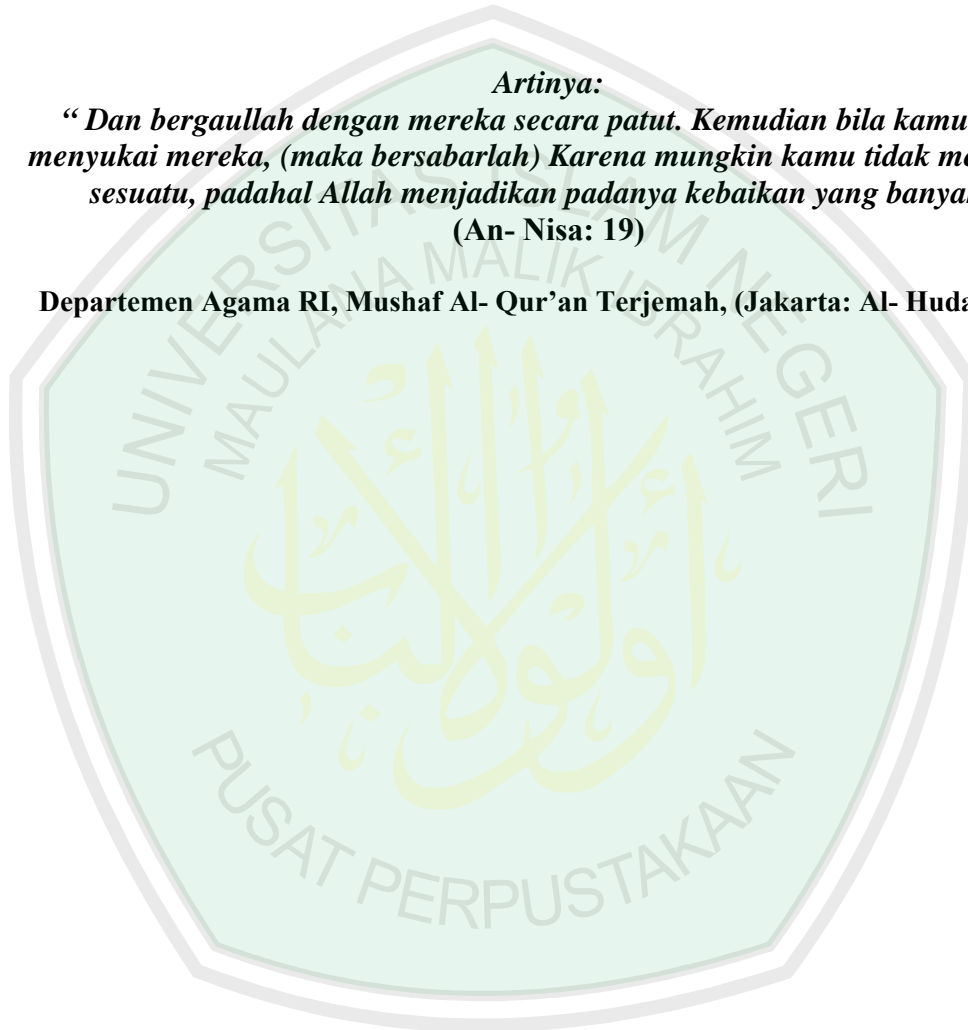 Artinya:
“ Dan bergaullah dengan mereka secara patut. Kemudian bila kamu
menyukai mereka, (maka bersabarlah) Karena mungkin kamu tidak
sesuatu, padahal Allah menjadikan padanya kebaikan yang
(An- Nisa: 19)
Departemen Agama RI, Mushaf Al- Qur’an Terjemah, (Jakarta: Al- Huda
UNIVERSITAS ISLAM NEGERI
MAULANA MALIK IBRAHIM
PUSAT PERPUSTAKAAN